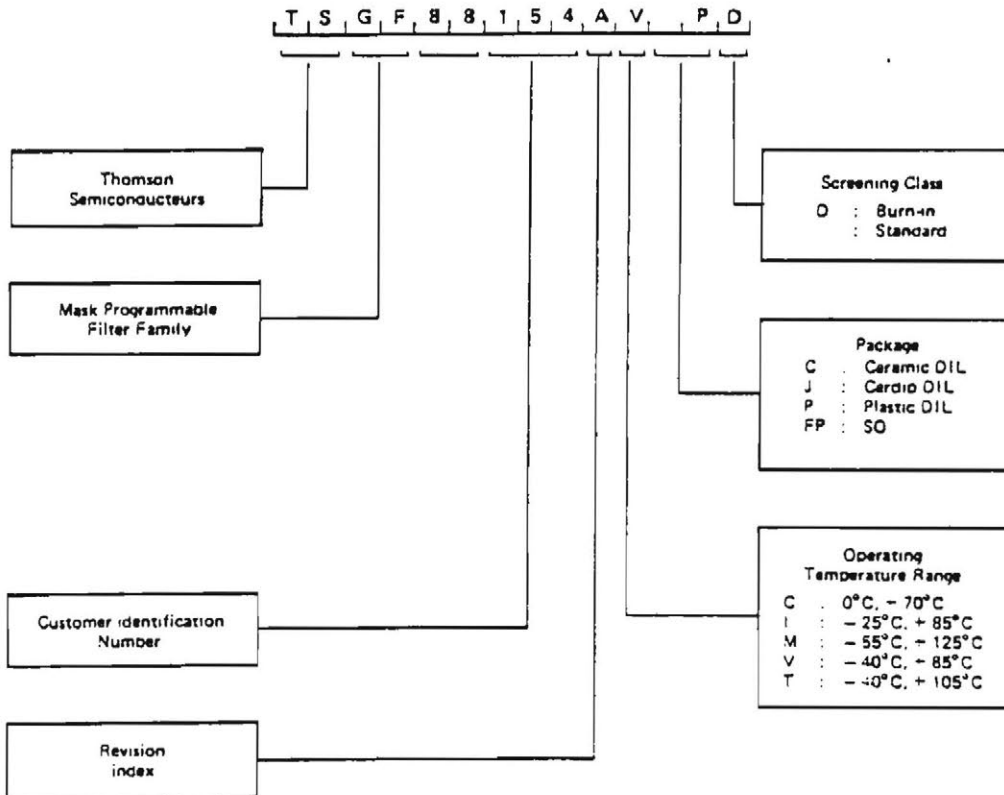 T S G F 8 8 1 5 4 A V P D
Thomson
Semiconducteurs
Mask Programmable
Filter Family
Customer Identification
Number
Revision
index
Screening Class
D : Burn-in
: Standard
Package
C : Ceramic DIL
J : Cerdip DIL
P : Plastic DIL
FP : SO
Operating
Temperature Range
C : 0°C, + 70°C
I : - 25°C, + 85°C
M : - 55°C, + 125°C
V : - 40°C, + 85°C
T : - 40°C, + 105°C